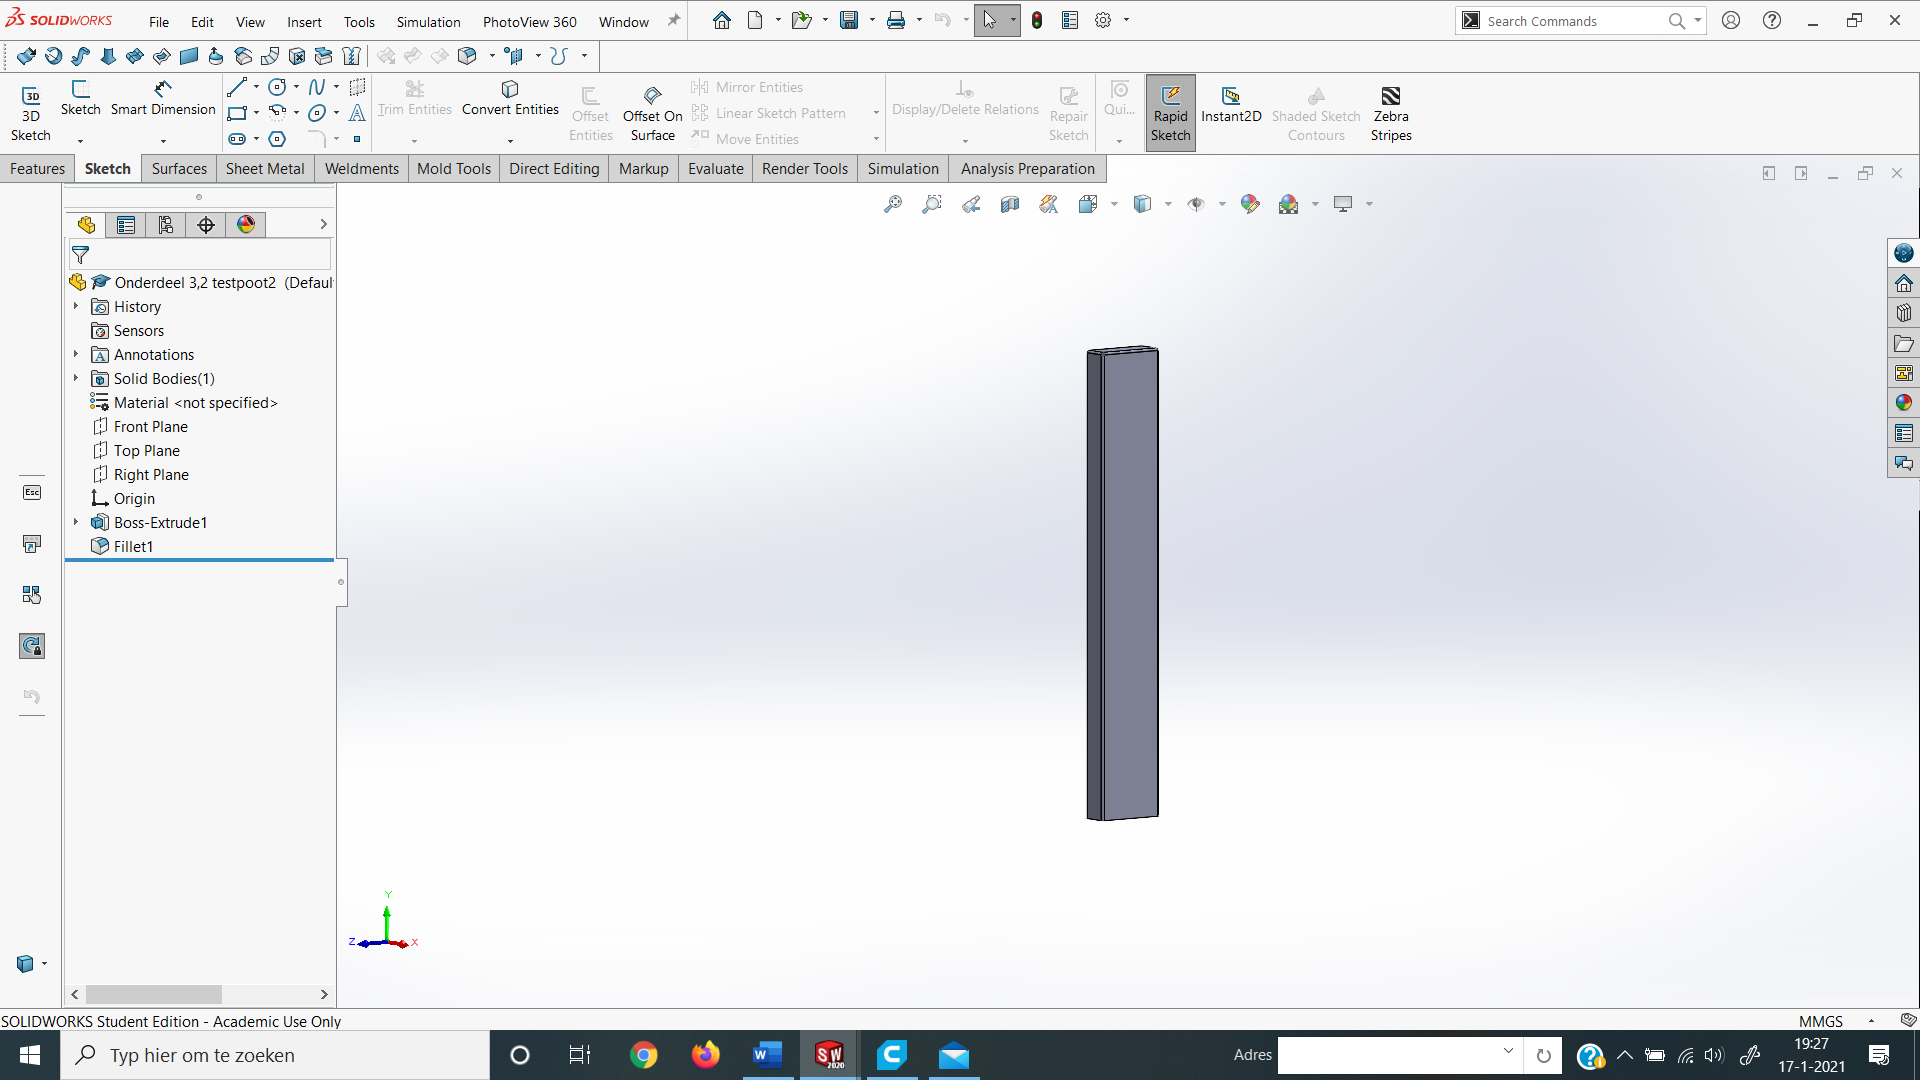 SOLIDWORKS File Edit View Insert Tools Simulation PhotoView 360 Window Search Commands
3D Sketch Sketch Smart Dimension Trim Entities Convert Entities Offset Entities Offset On Surface Mirror Entities Linear Sketch Pattern Move Entities Display/Delete Relations Repair Sketch Qui... Rapid Sketch Instant2D Shaded Sketch Contours Zebra Stripes
Features Sketch Surfaces Sheet Metal Weldments Mold Tools Direct Editing Markup Evaluate Render Tools Simulation Analysis Preparation
Onderdeel 3,2 testpoot2 (Defaul
History
Sensors
A Annotations
Solid Bodies(1)
Material <not specified>
Front Plane
Top Plane
Right Plane
Origin
Esc
Boss-Extrude1
Fillet1
Y
Z X
SOLIDWORKS Student Edition - Academic Use Only MMGS
Typ hier om te zoeken W SW 2020 Adres 19:27
17-1-2021